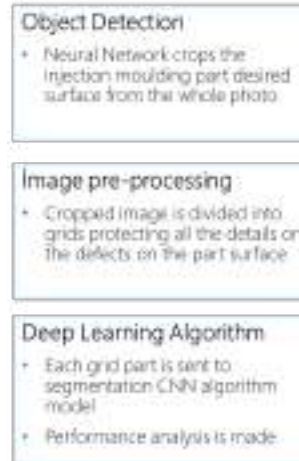 Object Detection
• Neural Network crops the
injection moulding part desired
surface from the whole photo
Image pre-processing
• Cropped image is divided into
grids protecting all the details on
the defects on the part surface
Deep Learning Algorithm
• Each grid part is sent to
segmentation CNN algorithm
model
• Performance analysis is made